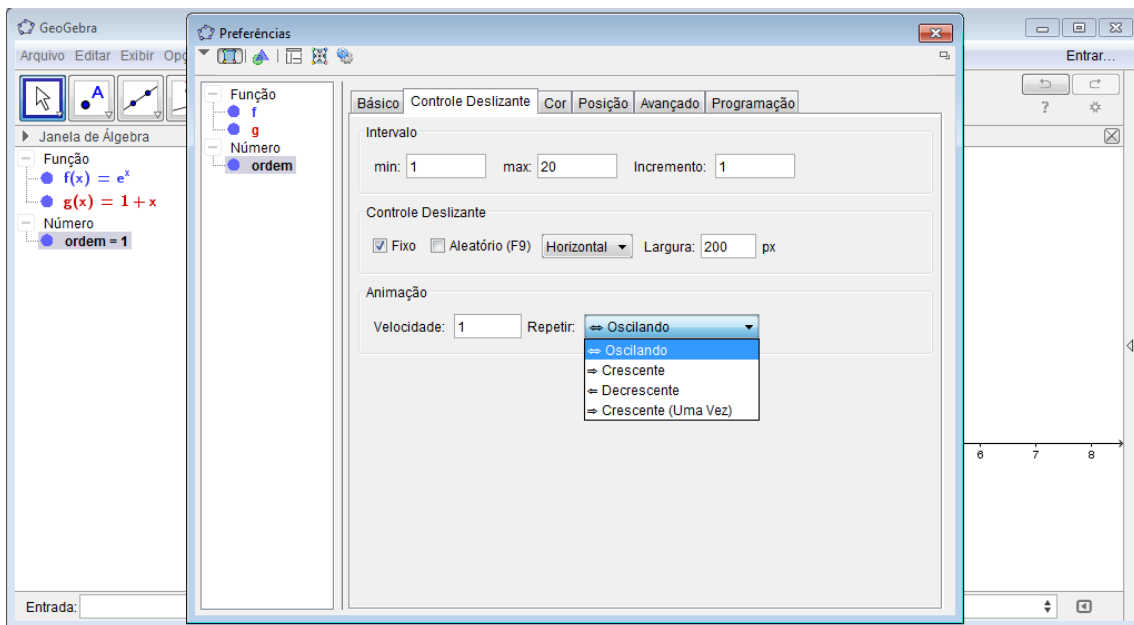 GeoGebra
Arquivo Editar Exibir Opç
Entrar...
Janela de Álgebra
Função
f(x) = eˣ
g(x) = 1 + x
Número
ordem = 1
Preferências
Função
f
g
Número
ordem
Básico Controle Deslizante Cor Posição Avançado Programação
Intervalo
min: 1 max: 20 Incremento: 1
Controle Deslizante
Fixo Aleatório (F9) Horizontal Largura: 200 px
Animação
Velocidade: 1 Repetir: ⇔ Oscilando
⇔ Oscilando
⇒ Crescente
⇐ Decrescente
⇒ Crescente (Uma Vez)
A
?
6 7 8
Entrada: